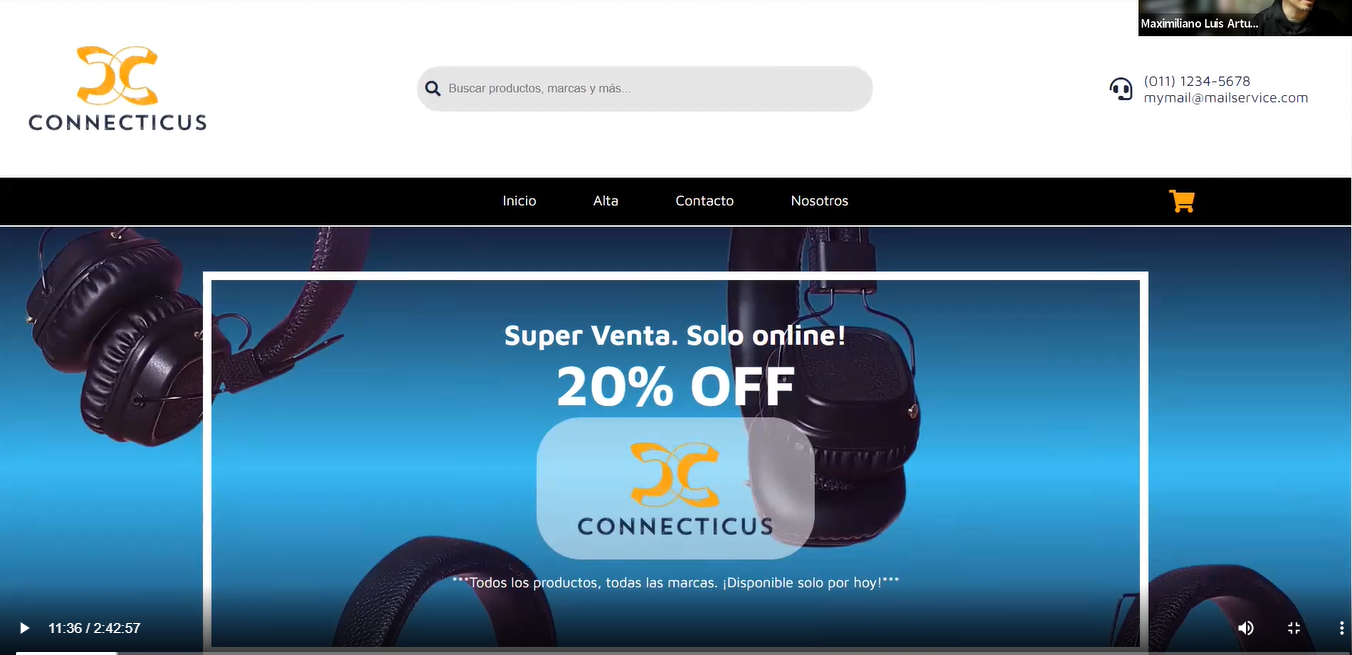 Maximiliano Luis Artu...
CONNECTICUS
Buscar productos, marcas y más...
(011) 1234-5678
mymail@mailservice.com
Inicio Alta Contacto Nosotros
Super Venta. Solo online!
20% OFF
CONNECTICUS
***Todos los productos, todas las marcas. ¡Disponible solo por hoy!***
11:36 / 2:42:57